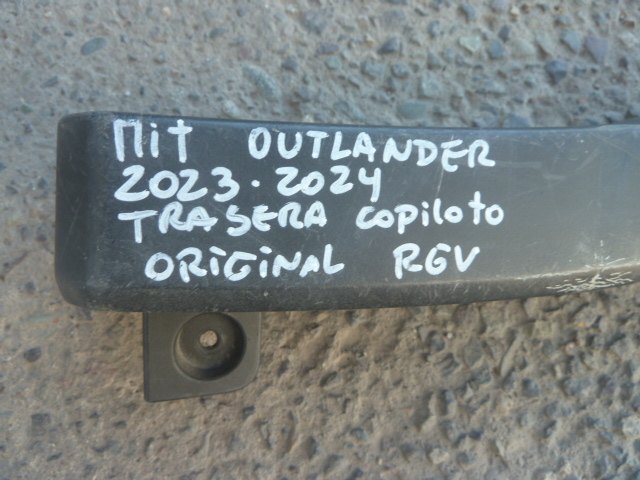 Mit OUTLANDER
2023-2024
TRASERA copiloto
ORIGINAL RGV